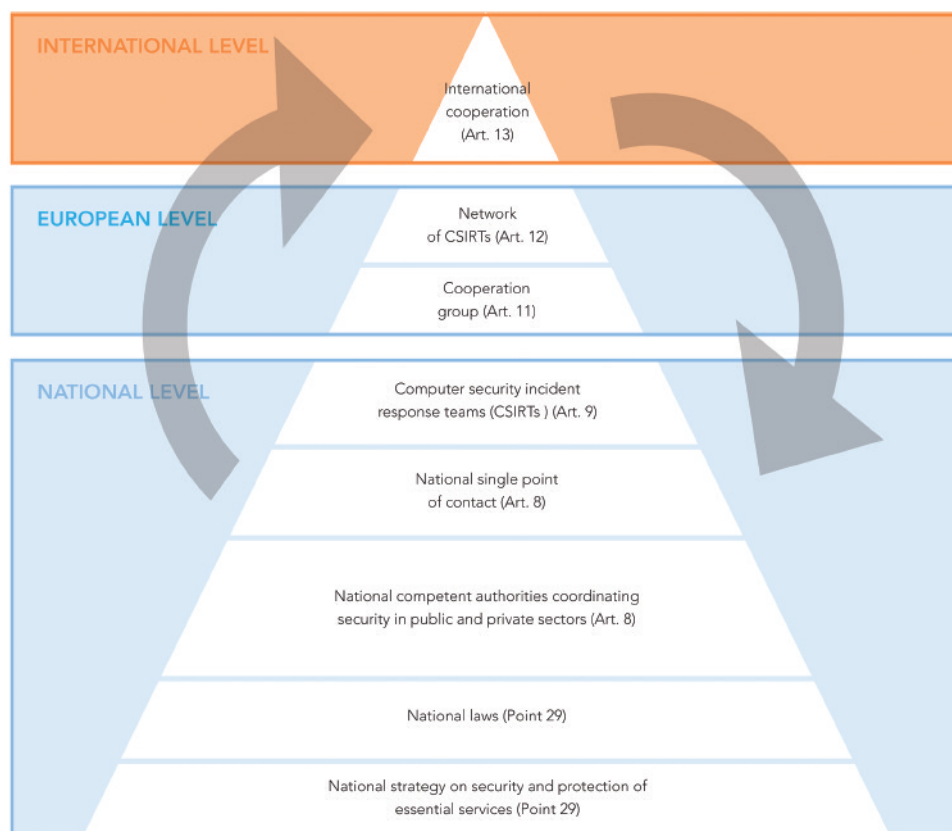 INTERNATIONAL LEVEL
International
cooperation
(Art. 13)
EUROPEAN LEVEL
Network
of CSIRTs (Art. 12)
Cooperation
group (Art. 11)
NATIONAL LEVEL
Computer security incident
response teams (CSIRTs ) (Art. 9)
National single point
of contact (Art. 8)
National competent authorities coordinating
security in public and private sectors (Art. 8)
National laws (Point 29)
National strategy on security and protection of
essential services (Point 29)